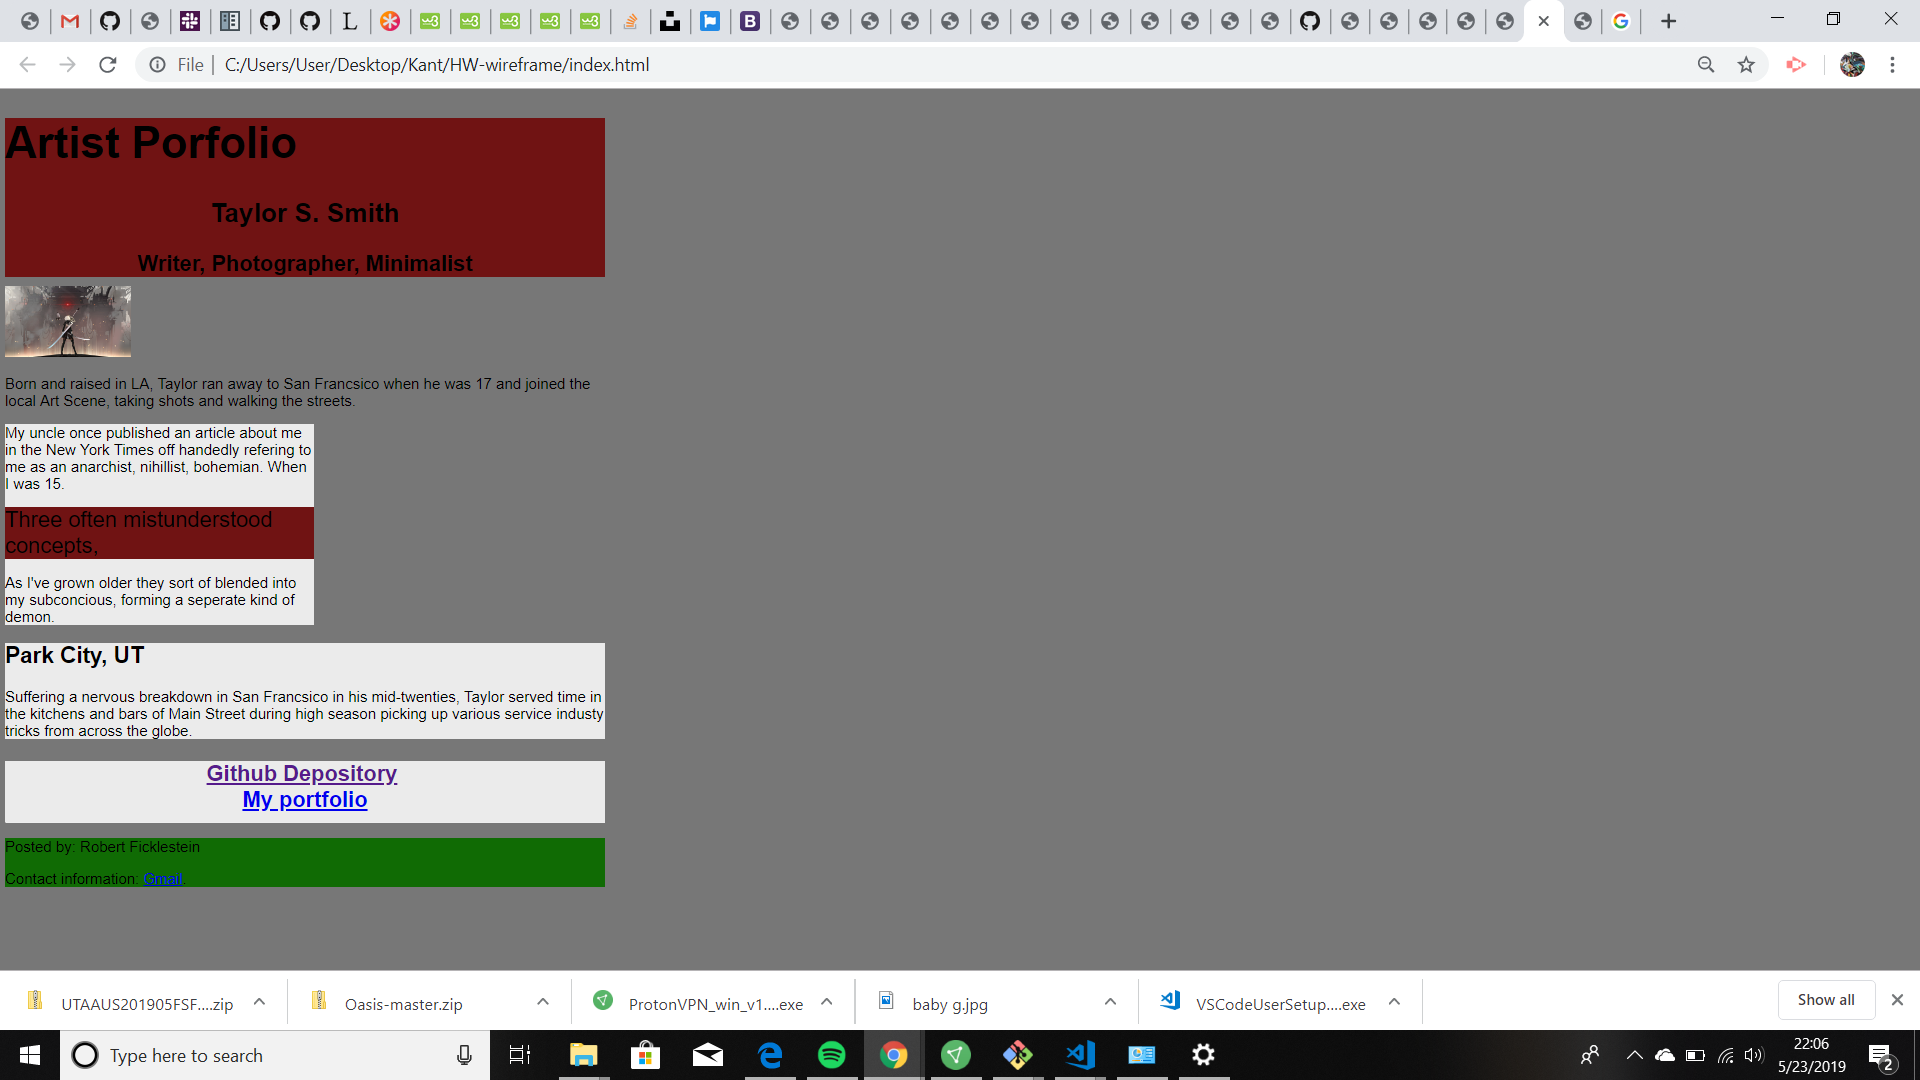 File
C:/Users/User/Desktop/Kant/HW-wireframe/index.html
Artist Porfolio
Taylor S. Smith
Writer, Photographer, Minimalist
Born and raised in LA, Taylor ran away to San Francsico when he was 17 and joined the
local Art Scene, taking shots and walking the streets.
My uncle once published an article about me
in the New York Times off handedly refering to
me as an anarchist, nihillist, bohemian. When
I was 15.
Three often mistunderstood
concepts,
As I've grown older they sort of blended into
my subconcious, forming a seperate kind of
demon.
Park City, UT
Suffering a nervous breakdown in San Francsico in his mid-twenties, Taylor served time in
the kitchens and bars of Main Street during high season picking up various service industy
tricks from across the globe.
Github Depository
My portfolio
Posted by: Robert Ficklestein
Contact information: Gmail.
UTAAUS201905FSF....zip
Oasis-master.zip
ProtonVPN_win_v1....exe
baby g.jpg
VSCodeUserSetup....exe
Show all
Type here to search
22:06
5/23/2019
2